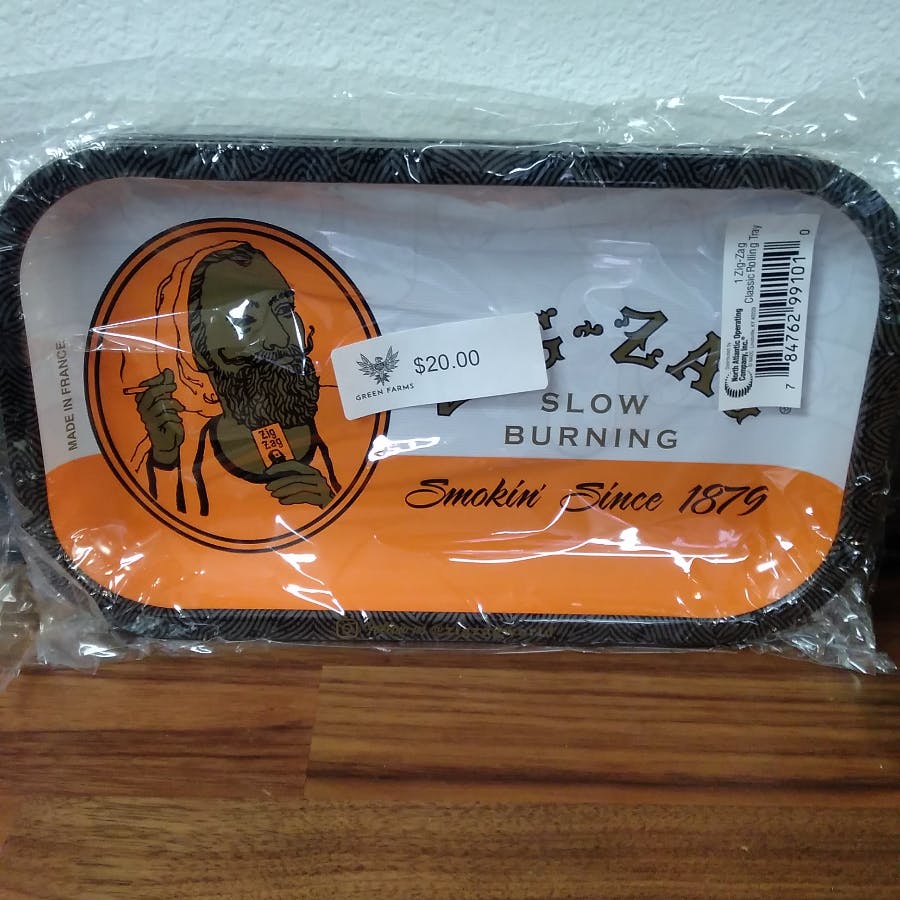 MADE IN FRANCE
Zig
Zag
GREEN FARMS
$20.00
G-ZA
SLOW
BURNING
Smokin' Since 1879
1 Zig-Zag
Classic Rolling Tray
North Atlantic Operating
Company, Inc.®
7 84762 99101 0